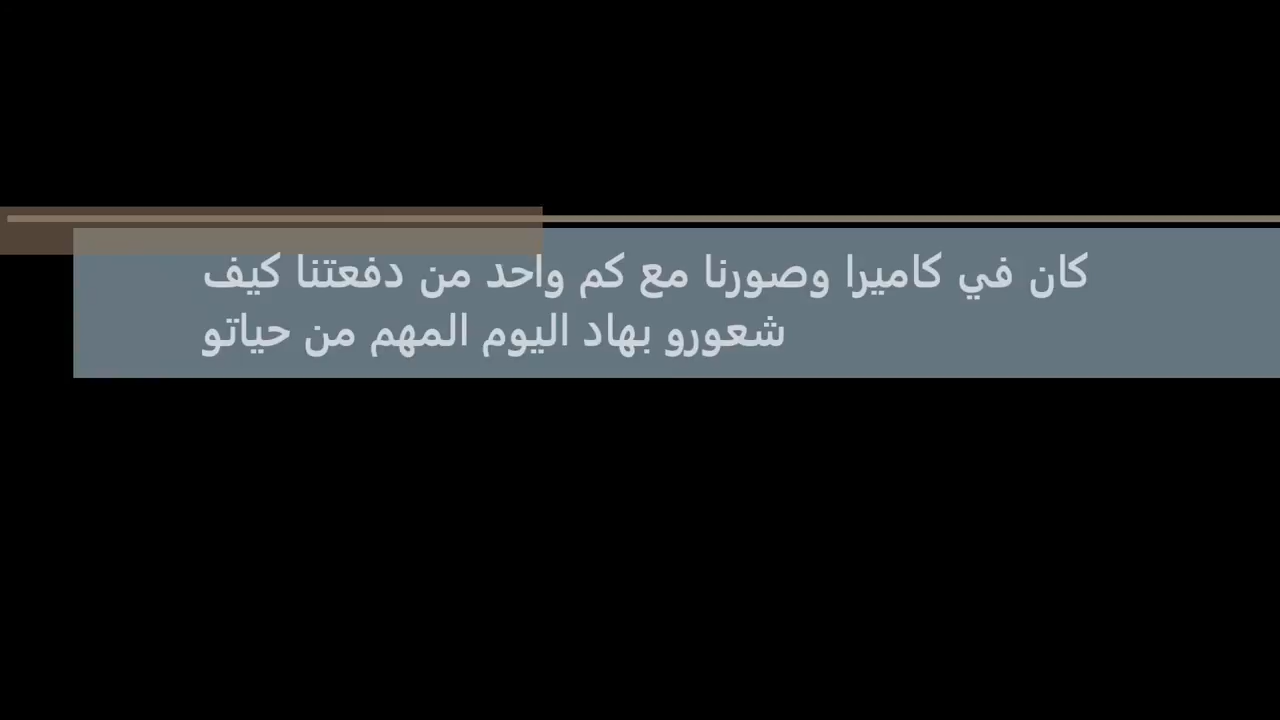 كان في كاميرا وصورنا مع كم واحد من دفعتنا كيف
شعورو بهاد اليوم المهم من حياتو